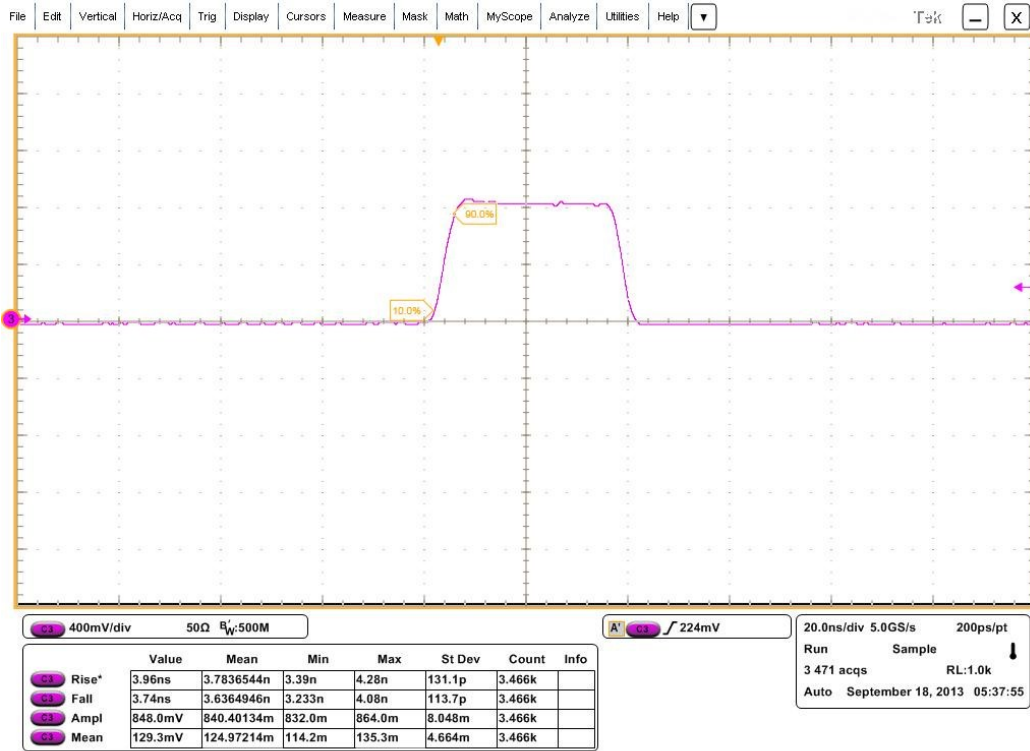 File Edit Vertical Horiz/Acq Trig Display Cursors Measure Mask Math MyScope Analyze Utilities Help ▼ Tek X
90.0%
10.0%
3
C3 400mV/div 50Ω BW:500M
A' C3 224mV
20.0ns/div 5.0GS/s 200ps/pt
Run Sample
3 471 acqs RL:1.0k
Auto September 18, 2013 05:37:55
Value Mean Min Max St Dev Count Info
C3 Rise* 3.96ns 3.7836544n 3.39n 4.28n 131.1p 3.466k
C3 Fall 3.74ns 3.6364946n 3.233n 4.08n 113.7p 3.466k
C3 Ampl 848.0mV 840.40134m 832.0m 864.0m 8.048m 3.466k
C3 Mean 129.3mV 124.97214m 114.2m 135.3m 4.664m 3.466k